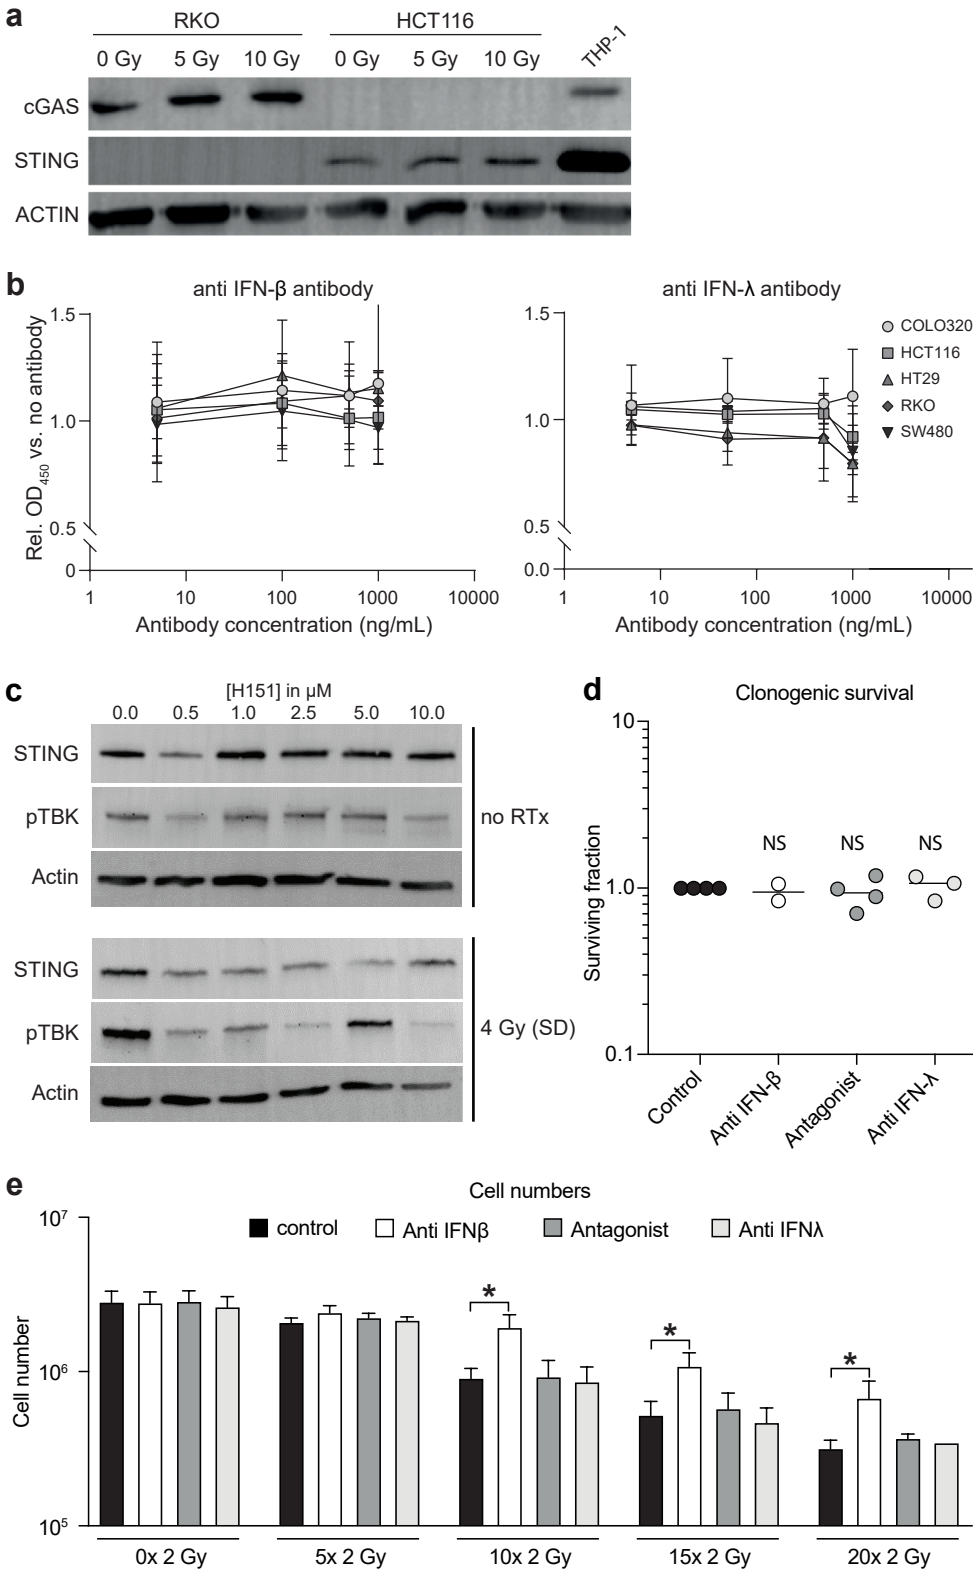 a
RKO HCT116
0 Gy 5 Gy 10 Gy 0 Gy 5 Gy 10 Gy THP-1
cGAS
STING
ACTIN
b
anti IFN-β antibody
anti IFN-λ antibody
Rel. OD450 vs. no antibody
1.5
1.0
0.5
0
1 10 100 1000 10000
Antibody concentration (ng/mL)
1.5
1.0
0.5
0.0
1 10 100 1000 10000
Antibody concentration (ng/mL)
COLO320
HCT116
HT29
RKO
SW480
c
[H151] in µM
0.0 0.5 1.0 2.5 5.0 10.0
STING
pTBK
Actin
no RTx
STING
pTBK
Actin
4 Gy (SD)
d
Clonogenic survival
Surviving fraction
10
1.0
0.1
NS NS NS
Control Anti IFN-β Antagonist Anti IFN-λ
e
Cell numbers
control Anti IFNβ Antagonist Anti IFNλ
Cell number
10⁷
10⁶
10⁵
* * *
0x 2 Gy 5x 2 Gy 10x 2 Gy 15x 2 Gy 20x 2 Gy